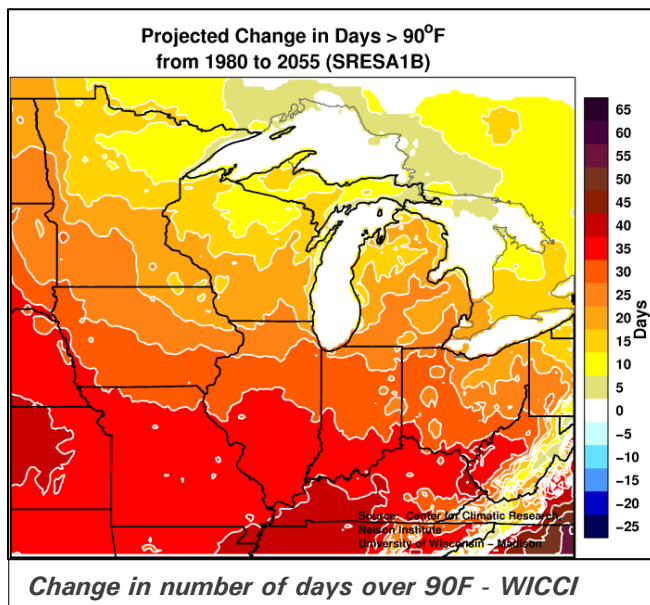 Projected Change in Days > 90°F
from 1980 to 2055 (SRESA1B)
65
60
55
50
45
40
35
30
25
20
15
10
5
0
−5
−10
−15
−20
−25
Days
Source: Center for Climatic Research
Nelson Institute
University of Wisconsin − Madison
Change in number of days over 90F - WICCI